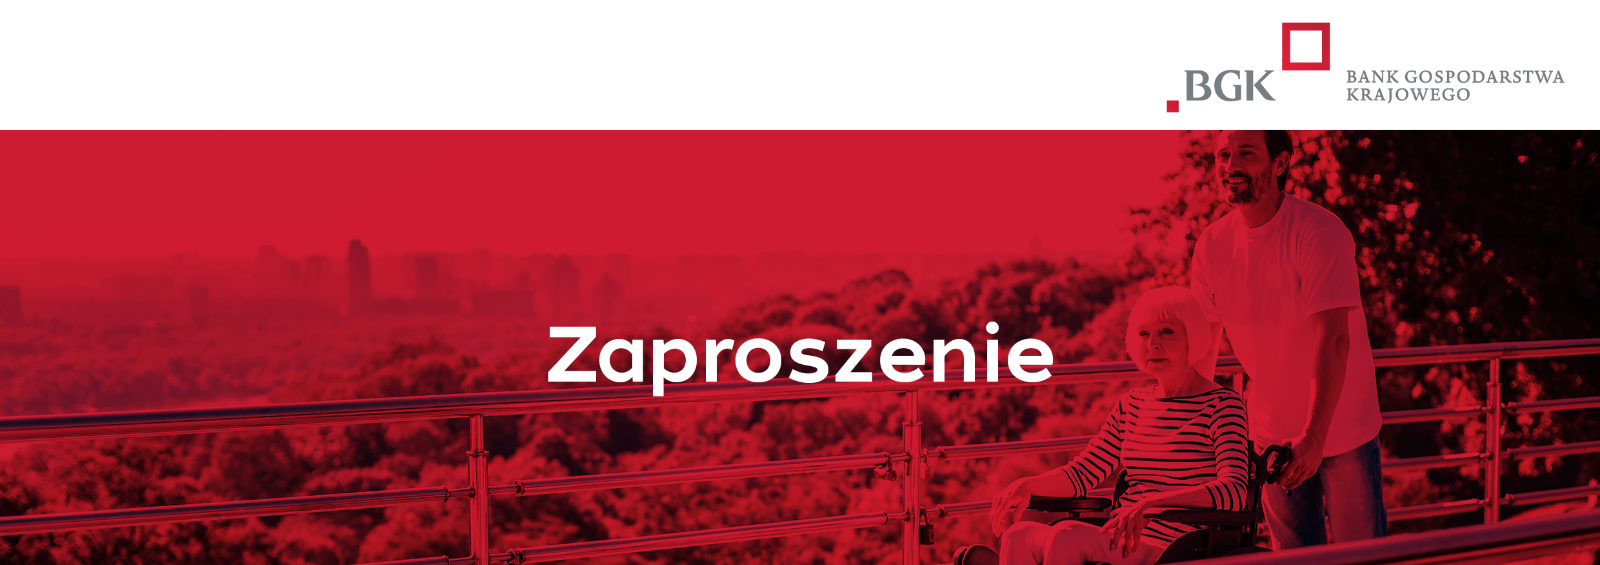 BGK
BANK GOSPODARSTWA
KRAJOWEGO
Zaproszenie